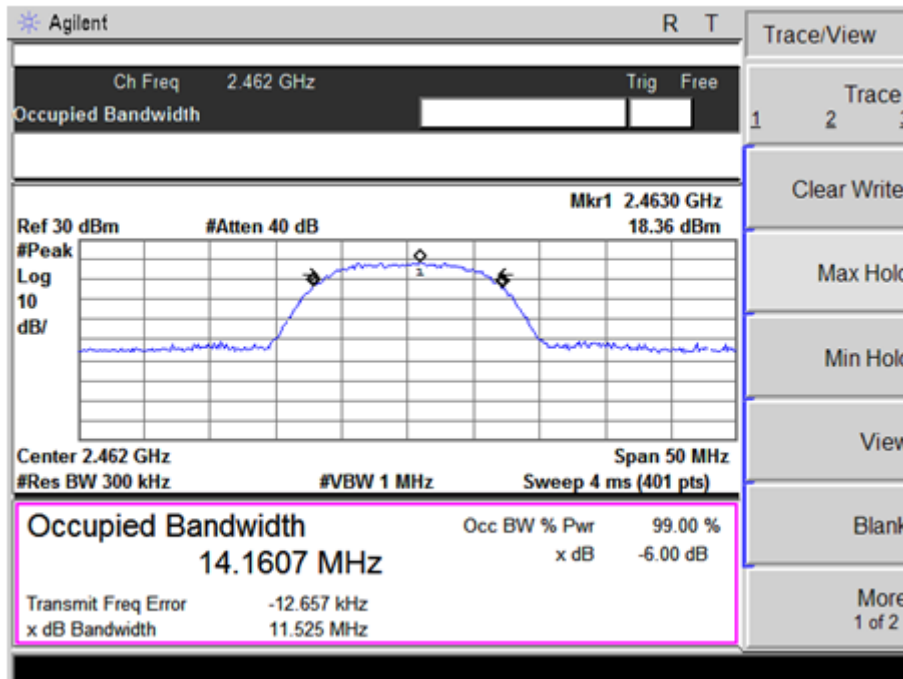 Agilent R T
Ch Freq 2.462 GHz Trig Free
Occupied Bandwidth
Mkr1 2.4630 GHz
Ref 30 dBm #Atten 40 dB 18.36 dBm
#Peak
Log
10
dB/
1
Center 2.462 GHz Span 50 MHz
#Res BW 300 kHz #VBW 1 MHz Sweep 4 ms (401 pts)
Occupied Bandwidth
14.1607 MHz
Occ BW % Pwr 99.00 %
x dB -6.00 dB
Transmit Freq Error -12.657 kHz
x dB Bandwidth 11.525 MHz
Trace/View
Trace
1 2
Clear Write
Max Hold
Min Hold
View
Blank
More
1 of 2